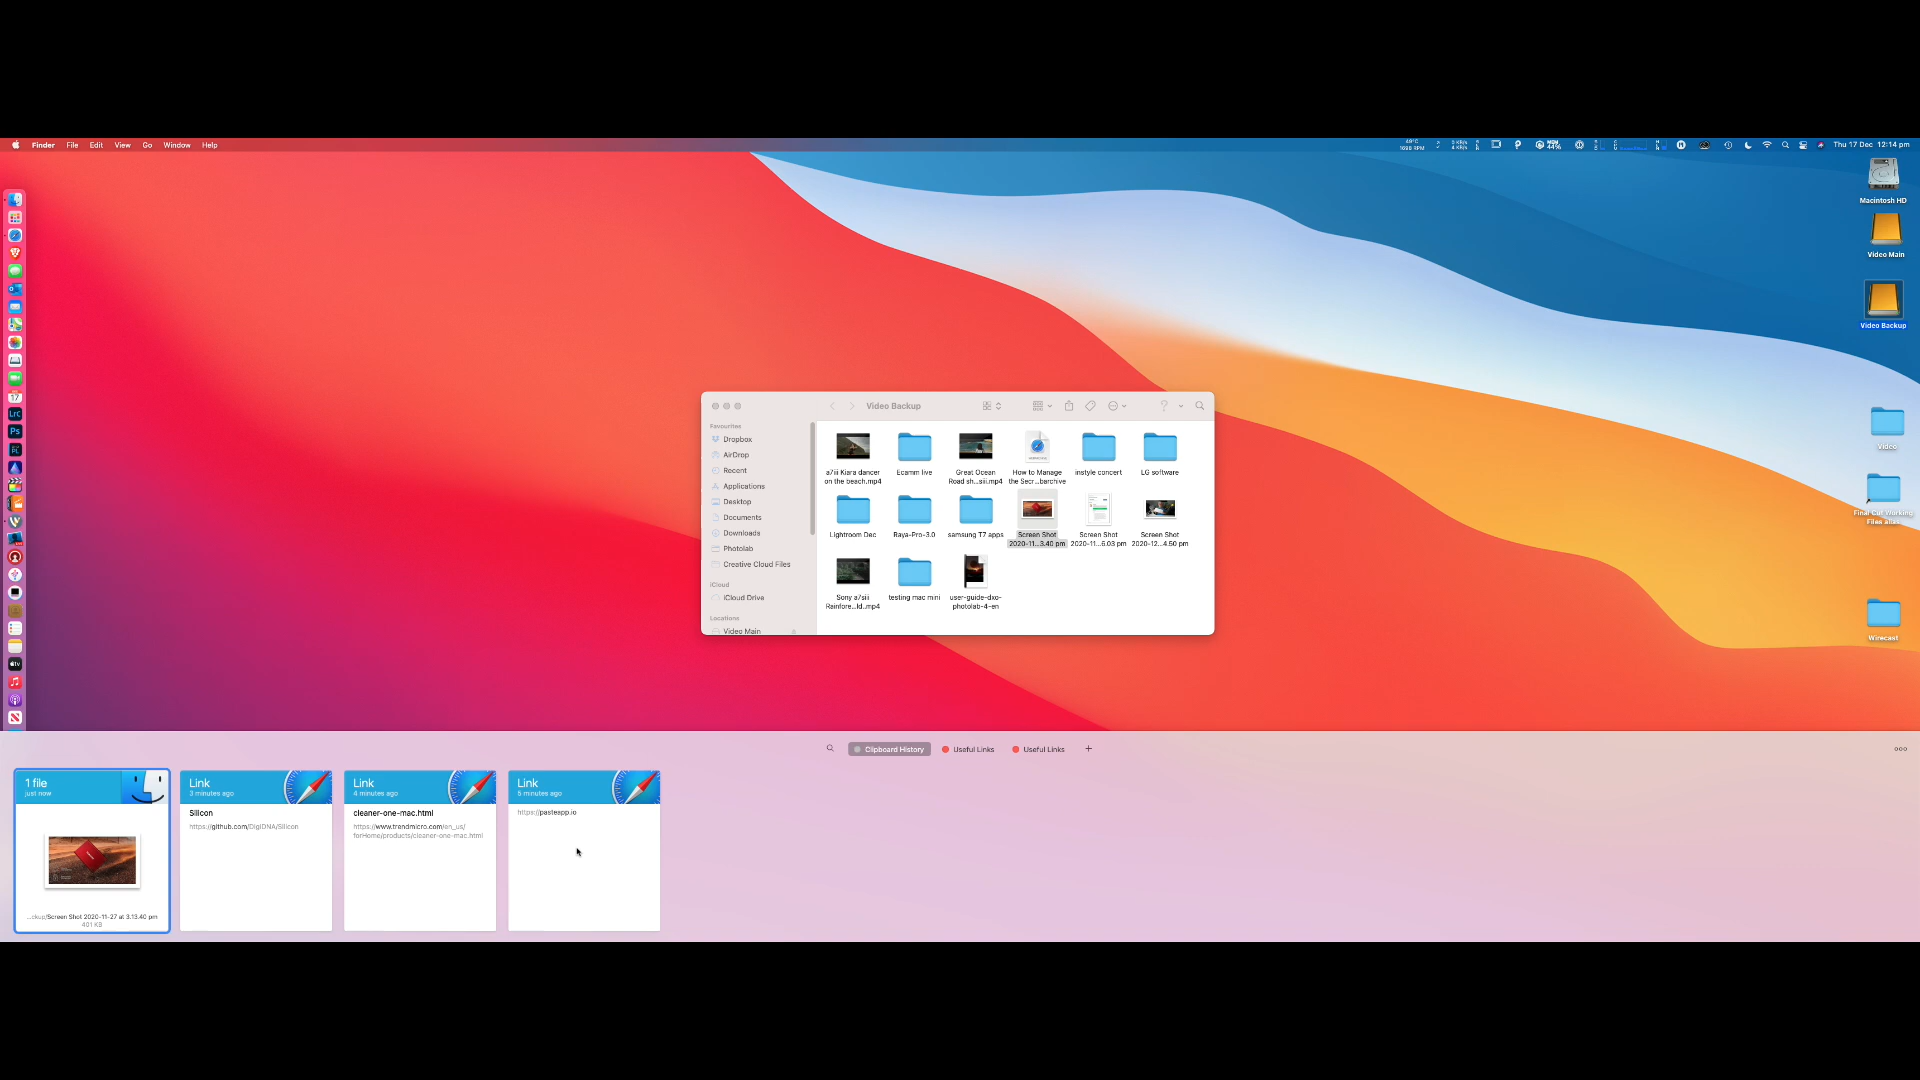 Finder File Edit View Go Window Help
Thu 17 Dec 12:14 pm
Macintosh HD
Video Main
Video Backup
Video
Final Cut Working
Files alias
Wirecast
Video Backup
Favourites
Dropbox
AirDrop
Recent
Applications
Desktop
Documents
Downloads
Photolab
Creative Cloud Files
iCloud
iCloud Drive
Locations
Video Main
a7iii Kiara dancer
on the beach.mp4
Ecamm live
Great Ocean
Road sh...siii.mp4
How to Manage
the Secr...barchive
instyle concert
LG software
Lightroom Dec
Raya-Pro-3.0
samsung T7 apps
Screen Shot
2020-11...3.40 pm
Screen Shot
2020-11...6.03 pm
Screen Shot
2020-12...4.50 pm
Sony a7siii
Rainfore...ld..mp4
testing mac mini
user-guide-dxo-
photolab-4-en
Clipboard History
Useful Links
Useful Links
1 file
just now
...ckup/Screen Shot 2020-11-27 at 3.13.40 pm
401 KB
Link
3 minutes ago
Silicon
https://github.com/DigiDNA/Silicon
Link
4 minutes ago
cleaner-one-mac.html
https://www.trendmicro.com/en_us/
forHome/products/cleaner-one-mac.html
Link
5 minutes ago
https://pasteapp.io